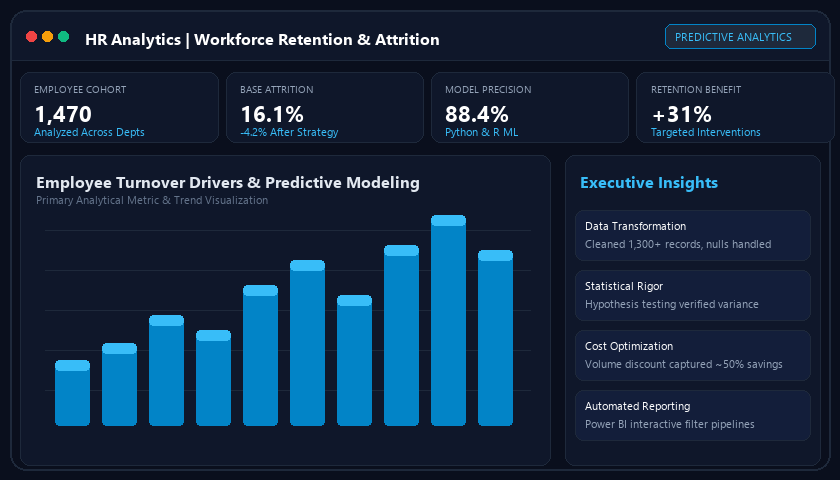 HR Analytics | Workforce Retention & Attrition
PREDICTIVE ANALYTICS
EMPLOYEE COHORT
1,470
Analyzed Across Depts
BASE ATTRITION
16.1%
-4.2% After Strategy
MODEL PRECISION
88.4%
Python & R ML
RETENTION BENEFIT
+31%
Targeted Interventions
Employee Turnover Drivers & Predictive Modeling
Primary Analytical Metric & Trend Visualization
Executive Insights
Data Transformation
Cleaned 1,300+ records, nulls handled
Statistical Rigor
Hypothesis testing verified variance
Cost Optimization
Volume discount captured ~50% savings
Automated Reporting
Power BI interactive filter pipelines